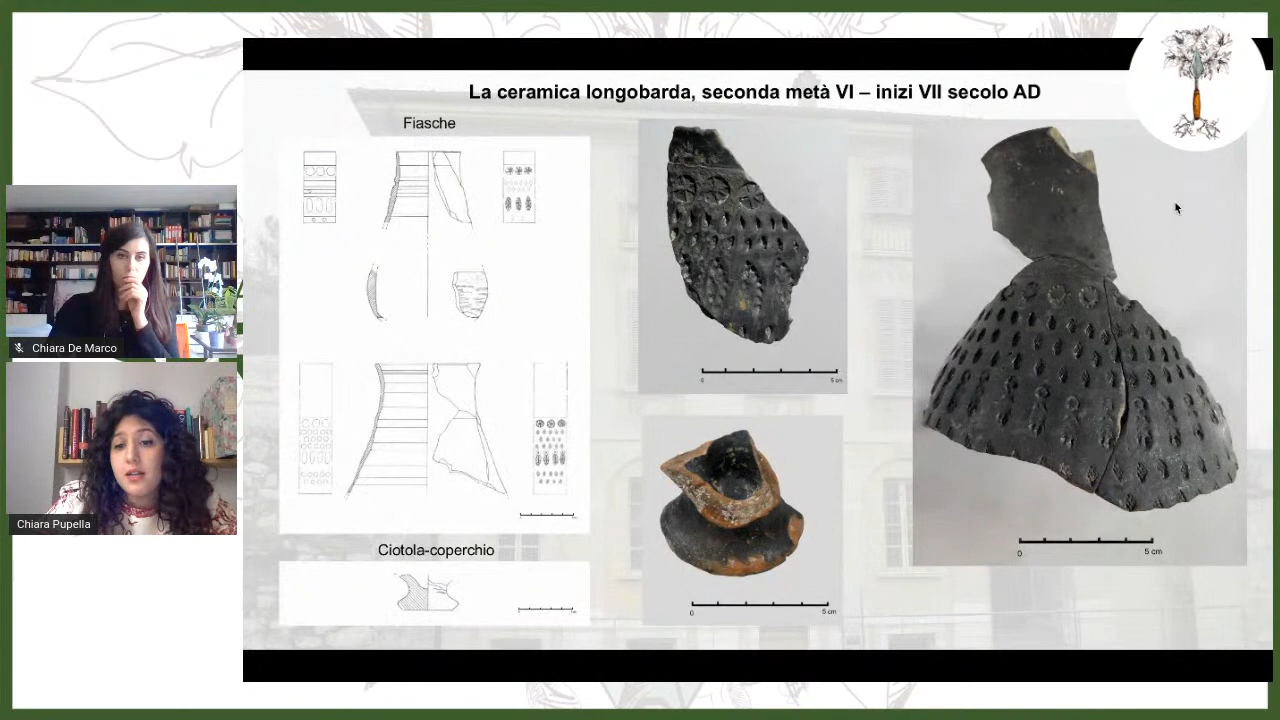 La ceramica longobarda, seconda metà VI – inizi VII secolo AD
Fiasche
Ciotola-coperchio
0 5 cm
0 5 cm
0 5 cm
Chiara De Marco
Chiara Pupella